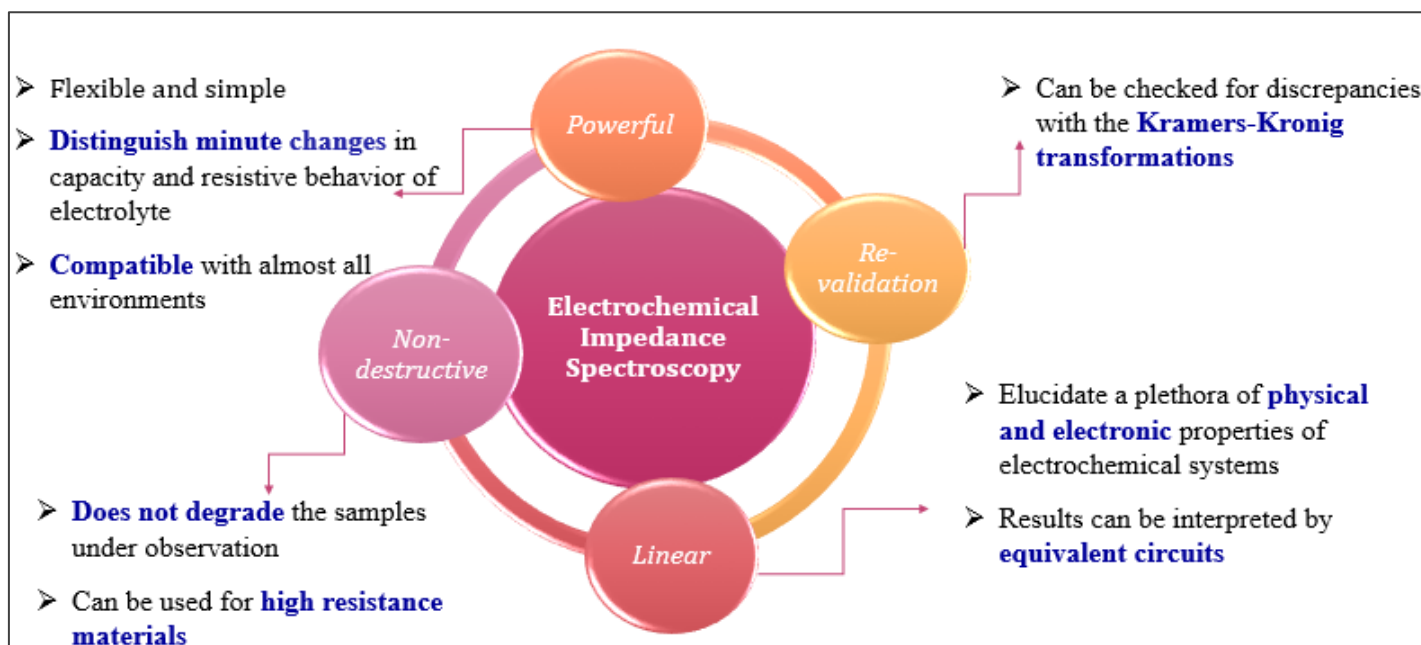 ➢ Flexible and simple
➢ Distinguish minute changes in
capacity and resistive behavior of
electrolyte
➢ Compatible with almost all
environments
Powerful
➢ Can be checked for discrepancies
with the Kramers-Kronig
transformations
Re-
validation
Electrochemical
Impedance
Spectroscopy
Non-
destructive
➢ Elucidate a plethora of physical
and electronic properties of
electrochemical systems
➢ Results can be interpreted by
equivalent circuits
Linear
➢ Does not degrade the samples
under observation
➢ Can be used for high resistance
materials